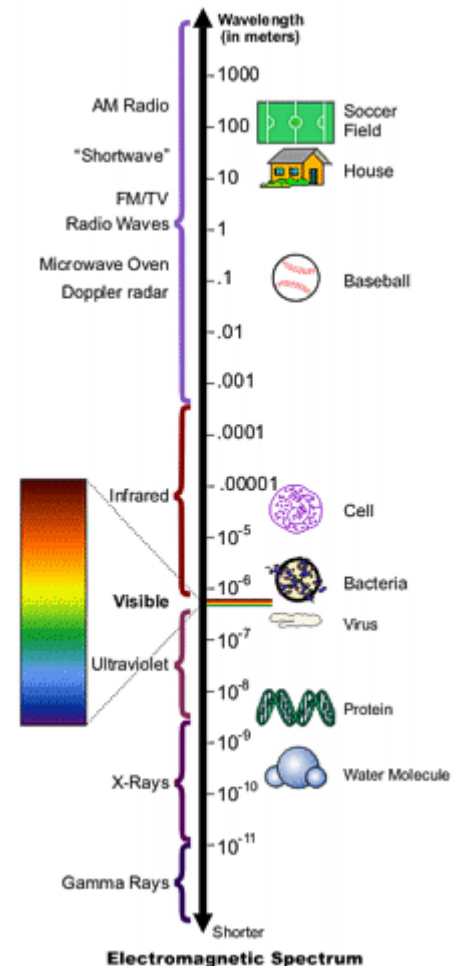 Wavelength
(in meters)
1000
AM Radio
Soccer
Field
100
"Shortwave"
House
10
FM/TV
Radio Waves
1
Microwave Oven
Baseball
.1
Doppler radar
.01
.001
.0001
.00001
Infrared
Cell
10-5
Bacteria
10-6
Visible
Virus
10-7
Ultraviolet
10-8
Protein
10-9
Water Molecule
X-Rays
10-10
10-11
Gamma Rays
Shorter
Electromagnetic Spectrum